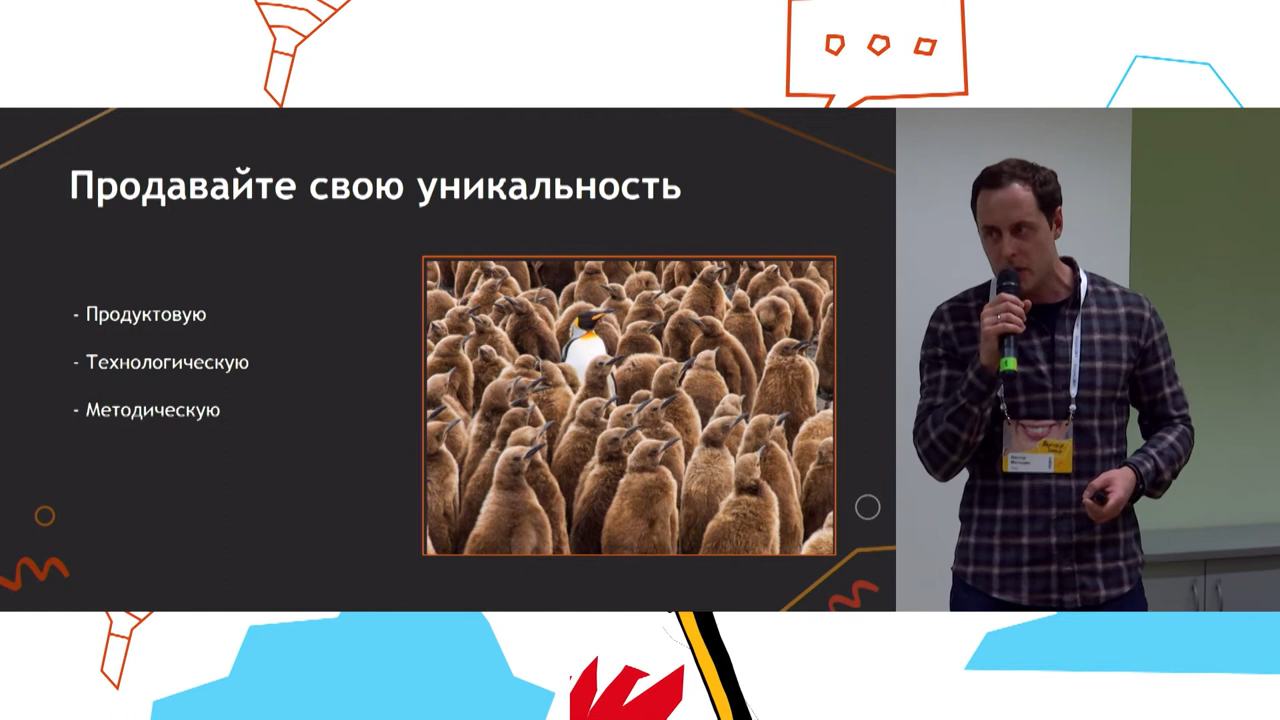 Продавайте свою уникальность
- Продуктовую
- Технологическую
- Методическую